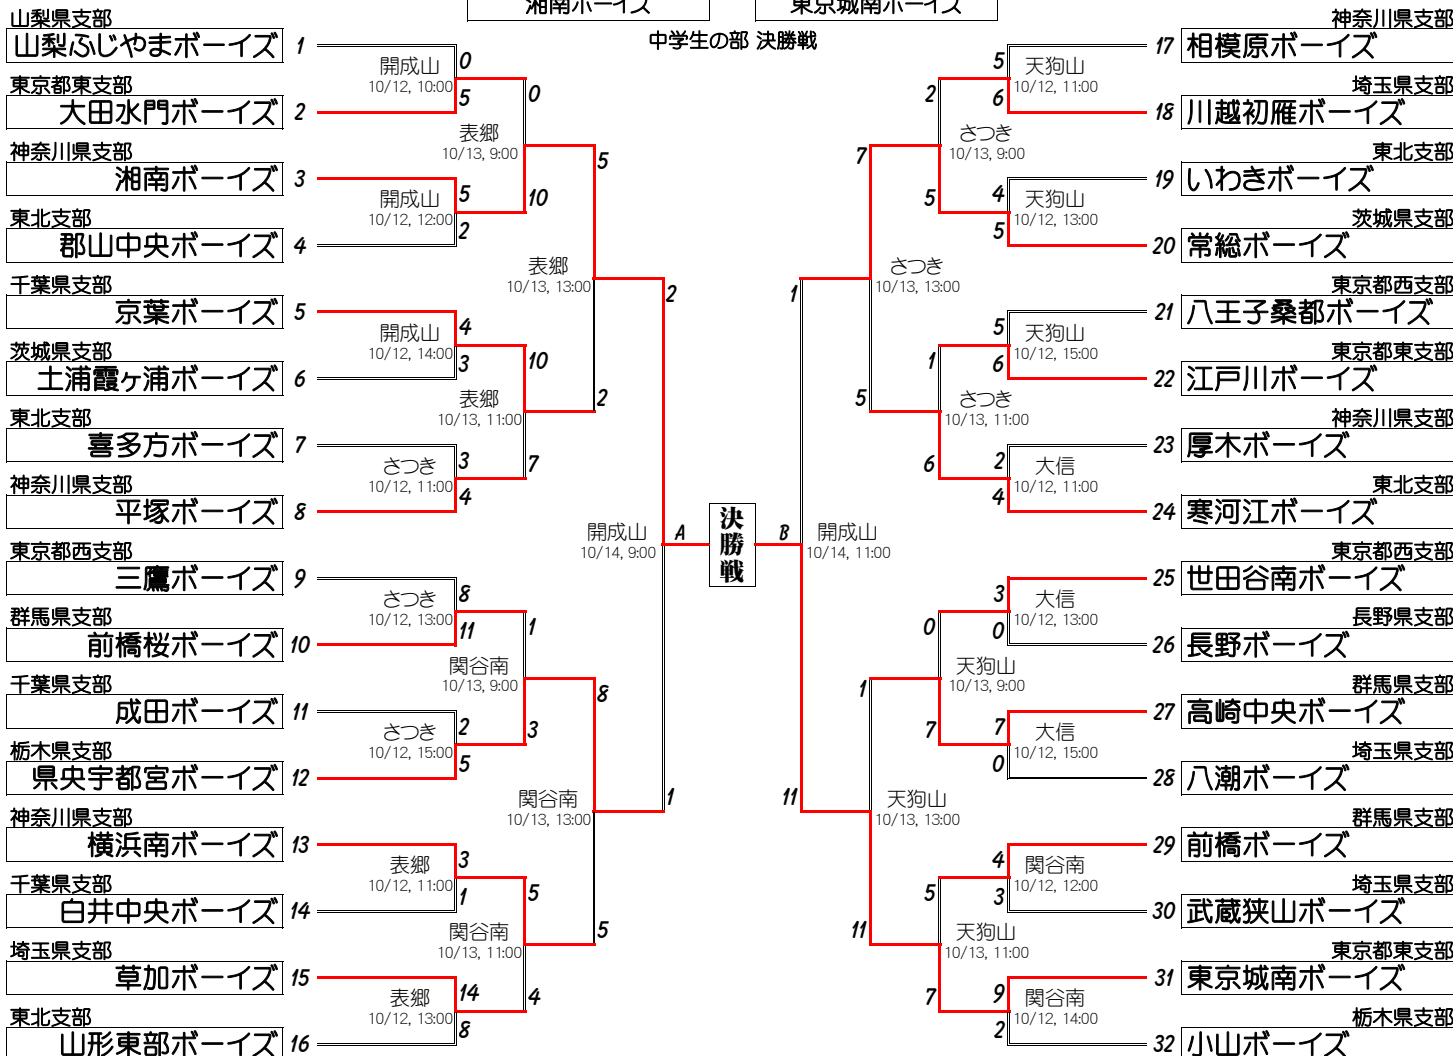 湘南ボーイズ
東京城南ボーイズ
中学生の部 決勝戦
山梨県支部
山梨ふじやまボーイズ 1
東京都東支部
大田水門ボーイズ 2
開成山
10/12, 10:00
0
5
神奈川県支部
湘南ボーイズ 3
東北支部
郡山中央ボーイズ 4
開成山
10/12, 12:00
5
2
表郷
10/13, 9:00
0
10
千葉県支部
京葉ボーイズ 5
茨城県支部
土浦霞ヶ浦ボーイズ 6
開成山
10/12, 14:00
4
3
東北支部
喜多方ボーイズ 7
神奈川県支部
平塚ボーイズ 8
さつき
10/12, 11:00
3
4
表郷
10/13, 11:00
10
7
表郷
10/13, 13:00
5
2
東京都西支部
三鷹ボーイズ 9
群馬県支部
前橋桜ボーイズ 10
さつき
10/12, 13:00
8
11
千葉県支部
成田ボーイズ 11
栃木県支部
県央宇都宮ボーイズ 12
さつき
10/12, 15:00
2
5
関谷南
10/13, 9:00
1
3
神奈川県支部
横浜南ボーイズ 13
千葉県支部
白井中央ボーイズ 14
表郷
10/12, 11:00
3
1
埼玉県支部
草加ボーイズ 15
東北支部
山形東部ボーイズ 16
表郷
10/12, 13:00
14
8
関谷南
10/13, 11:00
5
4
関谷南
10/13, 13:00
8
5
開成山
10/14, 9:00
2
1
A
決勝戦
B
開成山
10/14, 11:00
1
11
神奈川県支部
17 相模原ボーイズ
埼玉県支部
18 川越初雁ボーイズ
天狗山
10/12, 11:00
5
6
東北支部
19 いわきボーイズ
茨城県支部
20 常総ボーイズ
天狗山
10/12, 13:00
4
5
さつき
10/13, 9:00
2
5
東京都西支部
21 八王子桑都ボーイズ
東京都東支部
22 江戸川ボーイズ
天狗山
10/12, 15:00
5
6
神奈川県支部
23 厚木ボーイズ
東北支部
24 寒河江ボーイズ
大信
10/12, 11:00
2
4
さつき
10/13, 11:00
1
6
さつき
10/13, 13:00
7
5
東京都西支部
25 世田谷南ボーイズ
長野県支部
26 長野ボーイズ
大信
10/12, 13:00
3
0
群馬県支部
27 高崎中央ボーイズ
埼玉県支部
28 八潮ボーイズ
大信
10/12, 15:00
7
0
天狗山
10/13, 9:00
0
7
群馬県支部
29 前橋ボーイズ
埼玉県支部
30 武蔵狭山ボーイズ
関谷南
10/12, 12:00
4
3
東京都東支部
31 東京城南ボーイズ
栃木県支部
32 小山ボーイズ
関谷南
10/12, 14:00
9
2
天狗山
10/13, 11:00
5
7
天狗山
10/13, 13:00
1
11